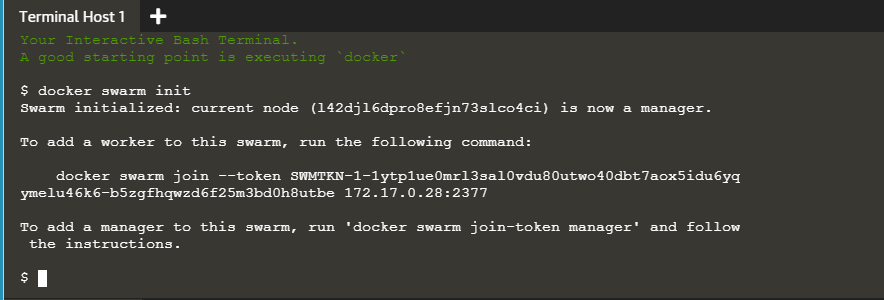 Terminal Host 1 +
Your Interactive Bash Terminal.
A good starting point is executing `docker`
$ docker swarm init
Swarm initialized: current node (l42djl6dpro8efjn73slco4ci) is now a manager.
To add a worker to this swarm, run the following command:
docker swarm join --token SWMTKN-1-1ytp1ue0mrl3sal0vdu80utwo40dbt7aox5idu6yq
ymelu46k6-b5zgfhqwzd6f25m3bd0h8utbe 172.17.0.28:2377
To add a manager to this swarm, run 'docker swarm join-token manager' and follow
the instructions.
$